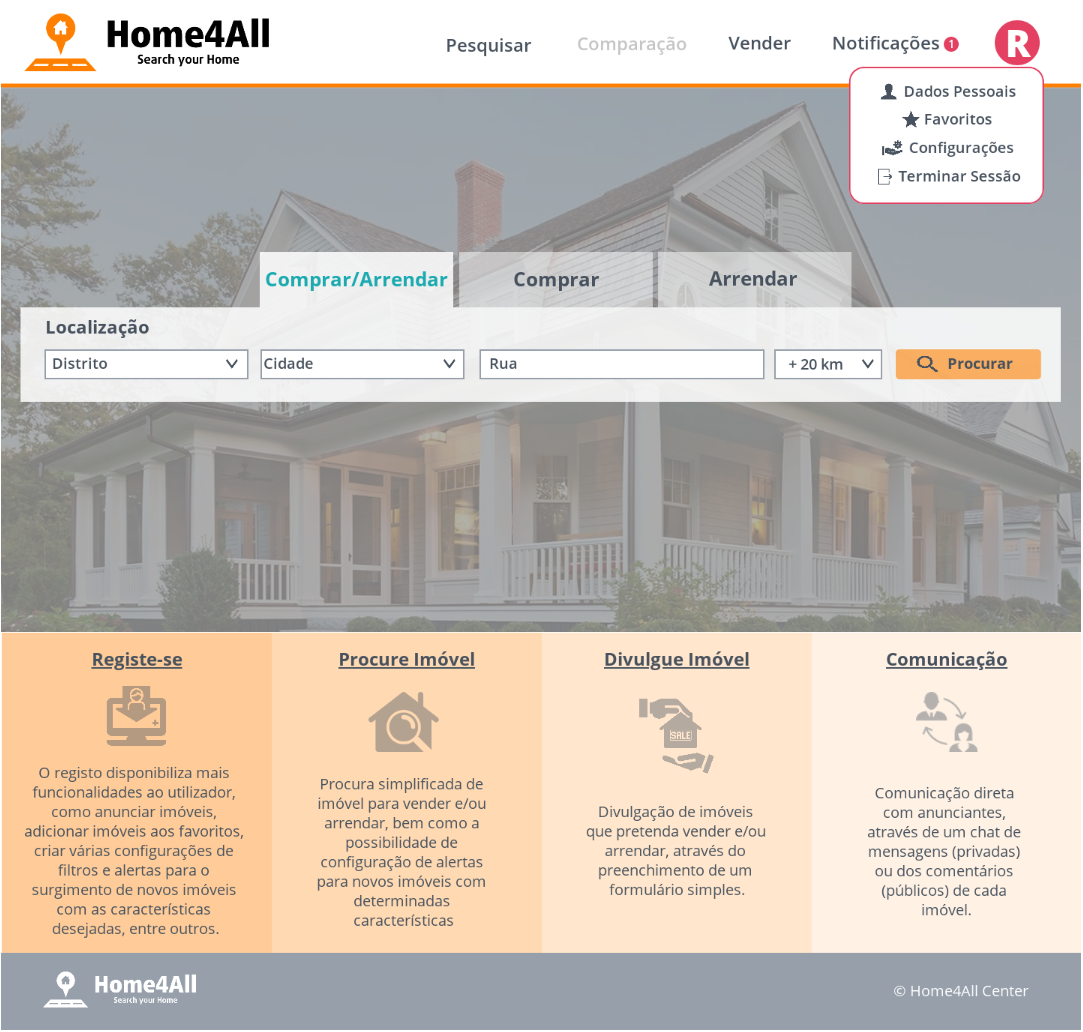 Home4All
Search your Home
Pesquisar
Comparação
Vender
Notificações 1
R
Dados Pessoais
Favoritos
Configurações
Terminar Sessão
Comprar/Arrendar
Comprar
Arrendar
Localização
Distrito
Cidade
Rua
+ 20 km
Procurar
Registe-se
O registo disponibiliza mais
funcionalidades ao utilizador,
como anunciar imóveis,
adicionar imóveis aos favoritos,
criar várias configurações de
filtros e alertas para o
surgimento de novos imóveis
com as características
desejadas, entre outros.
Procure Imóvel
Procura simplificada de
imóvel para vender e/ou
arrendar, bem como a
possibilidade de
configuração de alertas
para novos imóveis com
determinadas
características
Divulgue Imóvel
SALE
Divulgação de imóveis
que pretenda vender e/ou
arrendar, através do
preenchimento de um
formulário simples.
Comunicação
Comunicação direta
com anunciantes,
através de um chat de
mensagens (privadas)
ou dos comentários
(públicos) de cada
imóvel.
Home4All
Search your Home
© Home4All Center